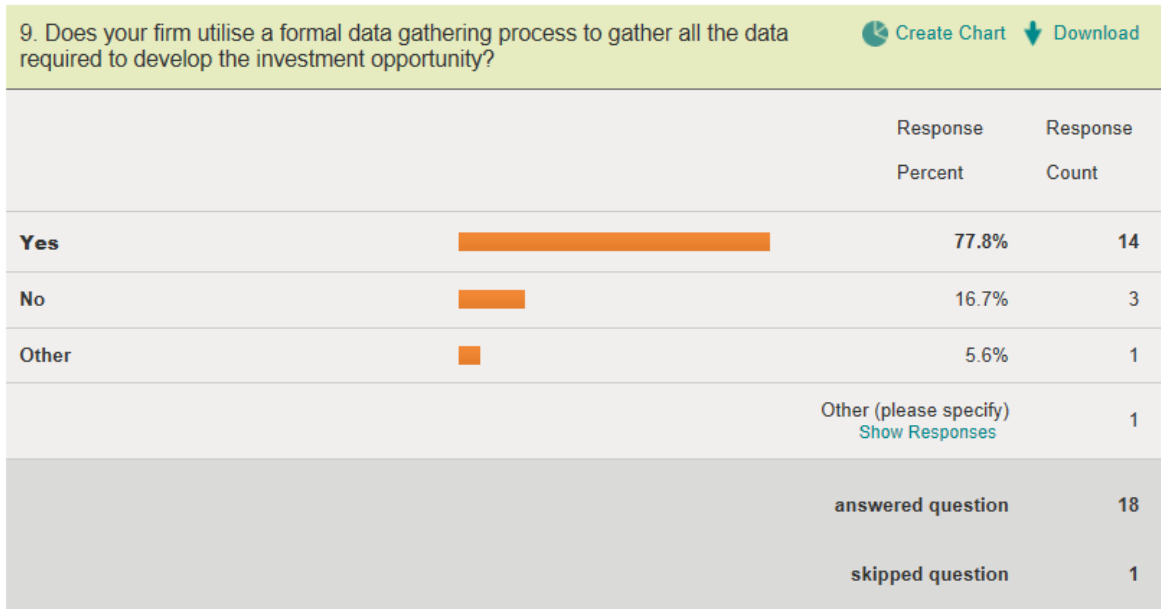 9. Does your firm utilise a formal data gathering process to gather all the data
required to develop the investment opportunity?
Create Chart Download
Response Response
Percent Count
Yes 77.8% 14
No 16.7% 3
Other 5.6% 1
Other (please specify) 1
Show Responses
answered question 18
skipped question 1